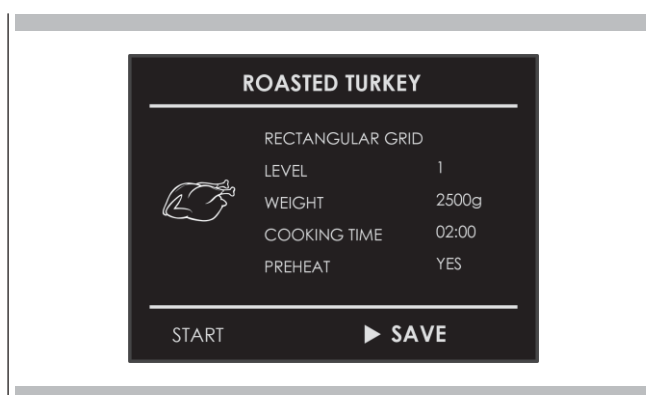 ROASTED TURKEY
RECTANGULAR GRID
LEVEL 1
WEIGHT 2500g
COOKING TIME 02:00
PREHEAT YES
START ▶ SAVE